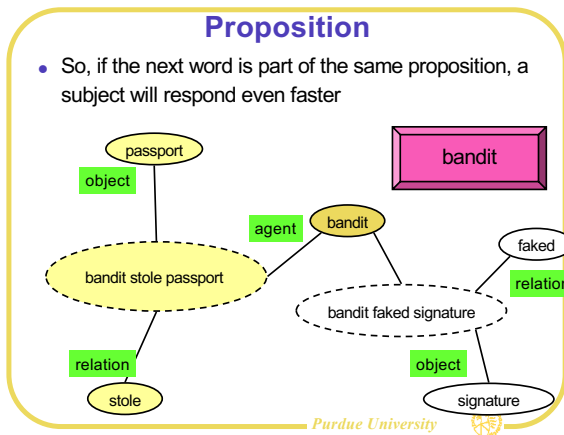 Proposition
• So, if the next word is part of the same proposition, a
subject will respond even faster
passport
bandit
object
agent
bandit
faked
bandit stole passport
relation
bandit faked signature
relation
object
stole
signature
Purdue University